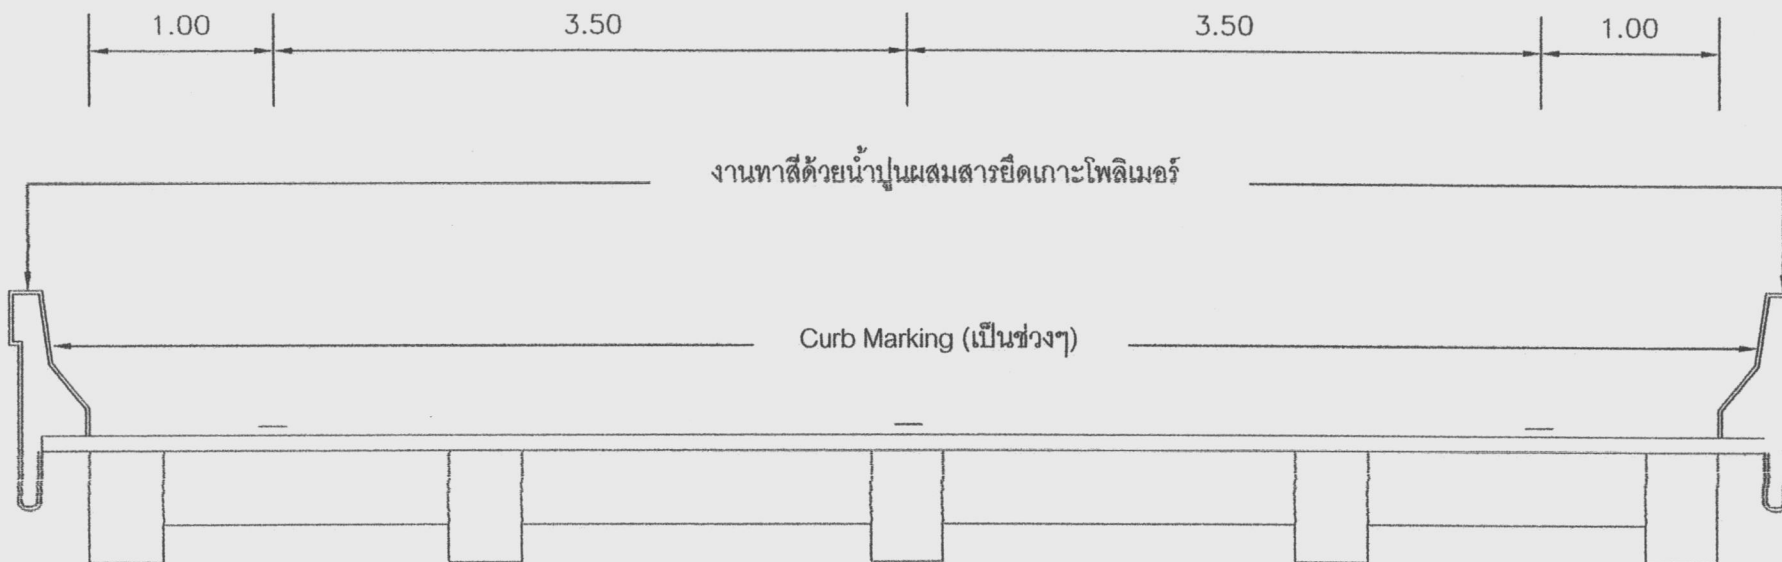 1.00 3.50 3.50 1.00
งานทาสีด้วยน้ำปูนผสมสารยึดเกาะโพลิเมอร์
Curb Marking (เป็นช่วงๆ)